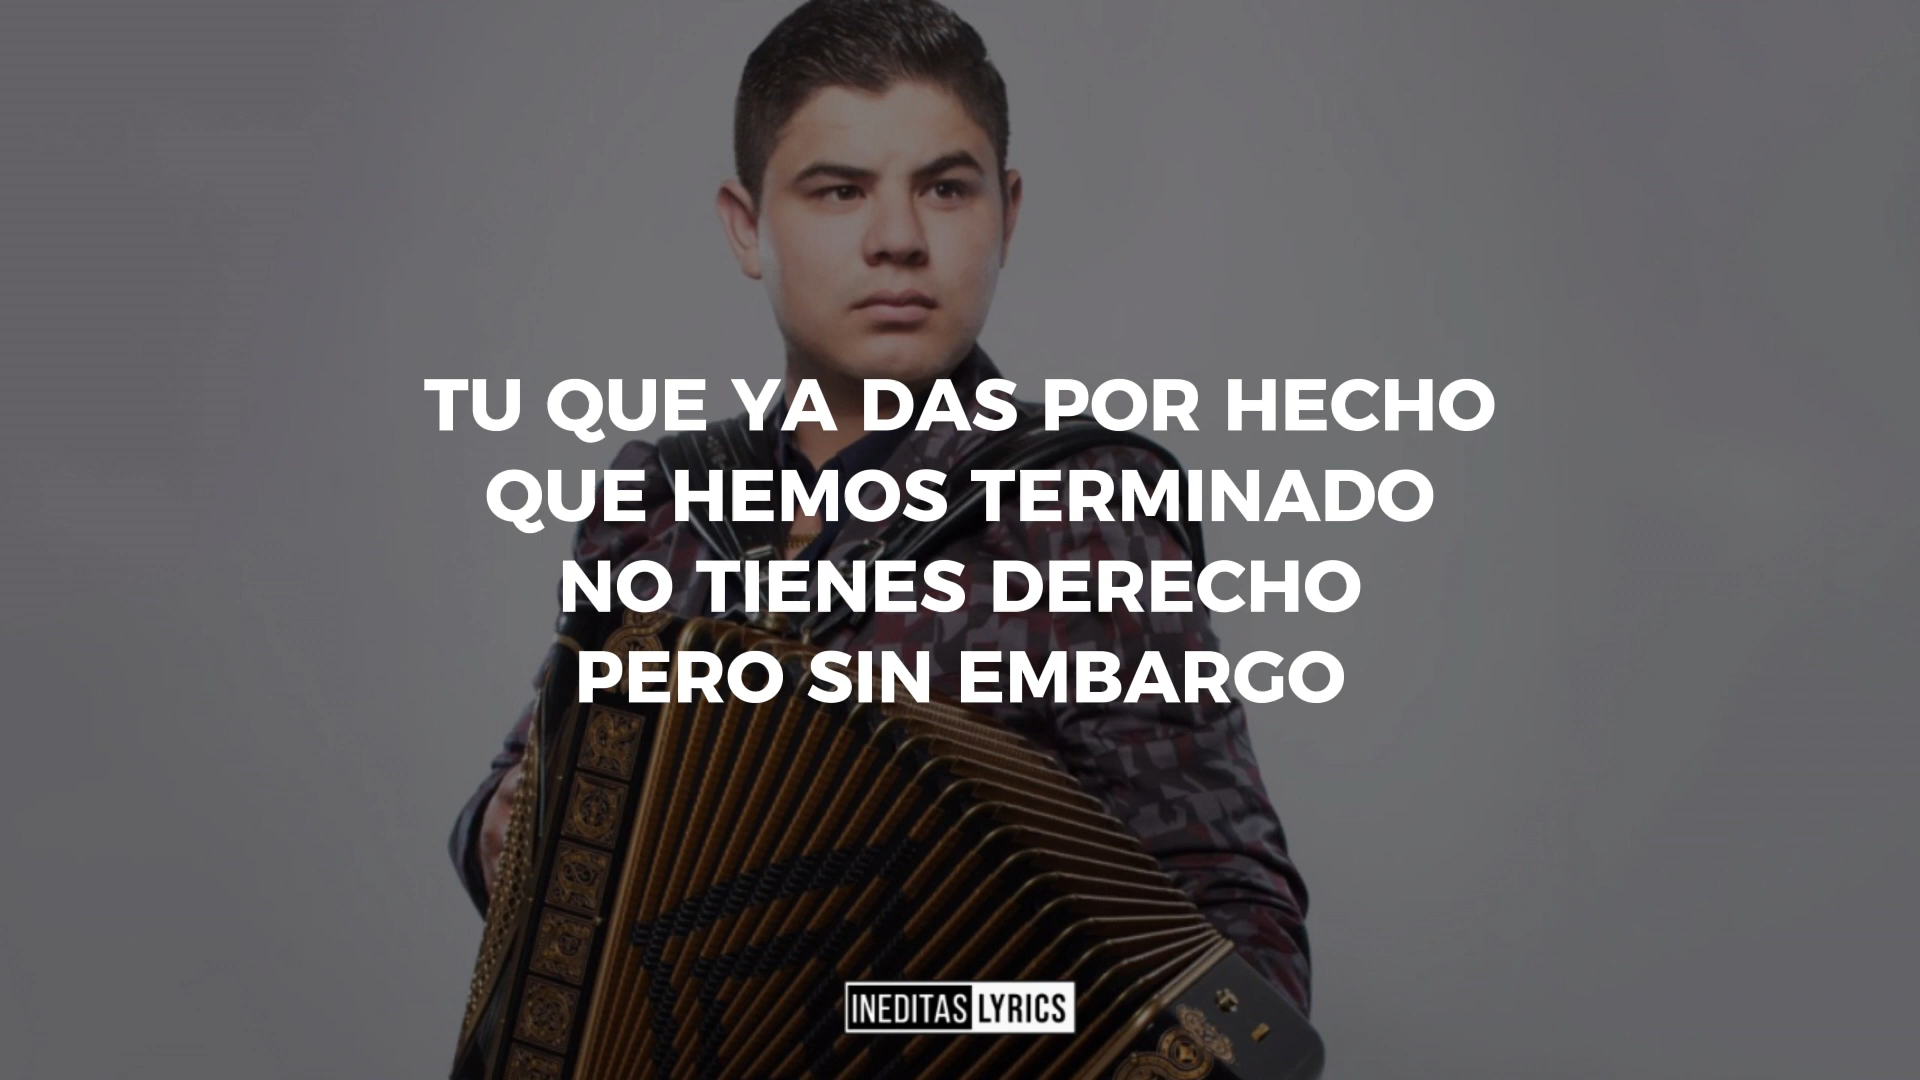 TU QUE YA DAS POR HECHO
QUE HEMOS TERMINADO
NO TIENES DERECHO
PERO SIN EMBARGO
INEDITAS LYRICS